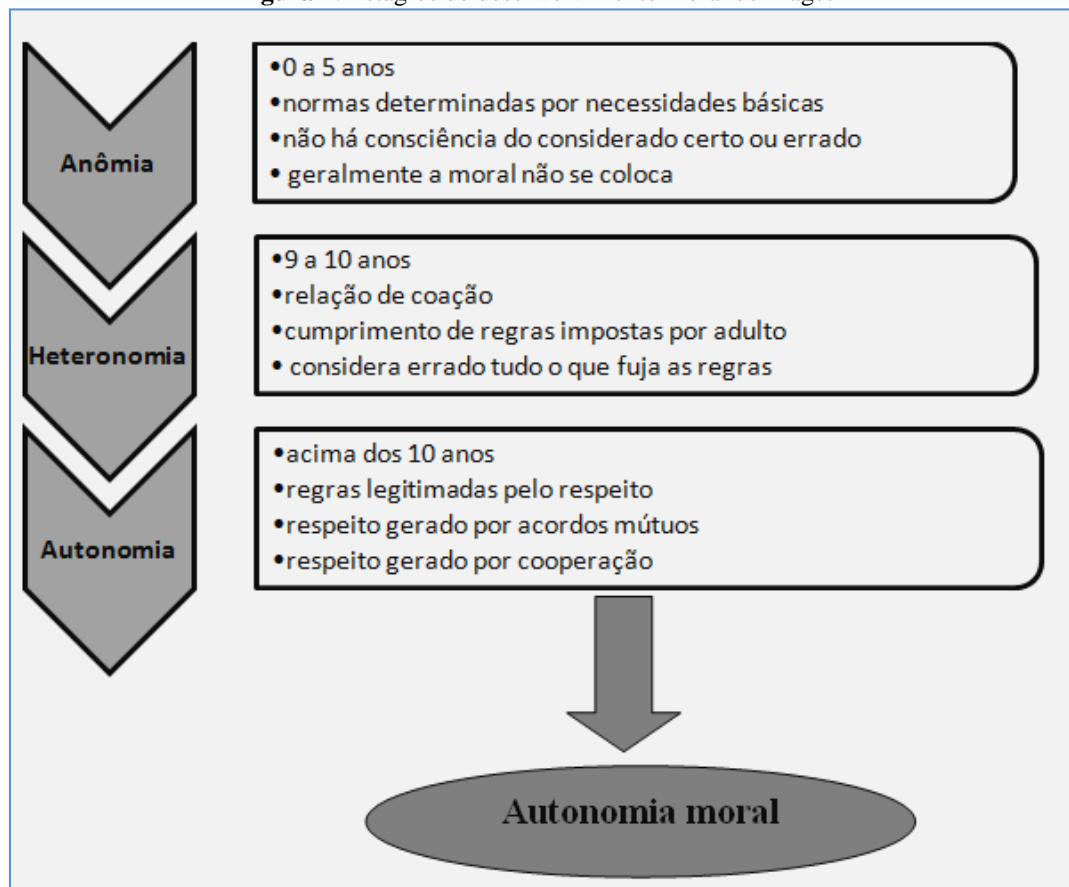 Anômia
•0 a 5 anos
•normas determinadas por necessidades básicas
•não há consciência do considerado certo ou errado
• geralmente a moral não se coloca
Heteronomia
•9 a 10 anos
•relação de coação
•cumprimento de regras impostas por adulto
• considera errado tudo o que fuja as regras
Autonomia
•acima dos 10 anos
•regras legitimadas pelo respeito
•respeito gerado por acordos mútuos
•respeito gerado por cooperação
Autonomia moral